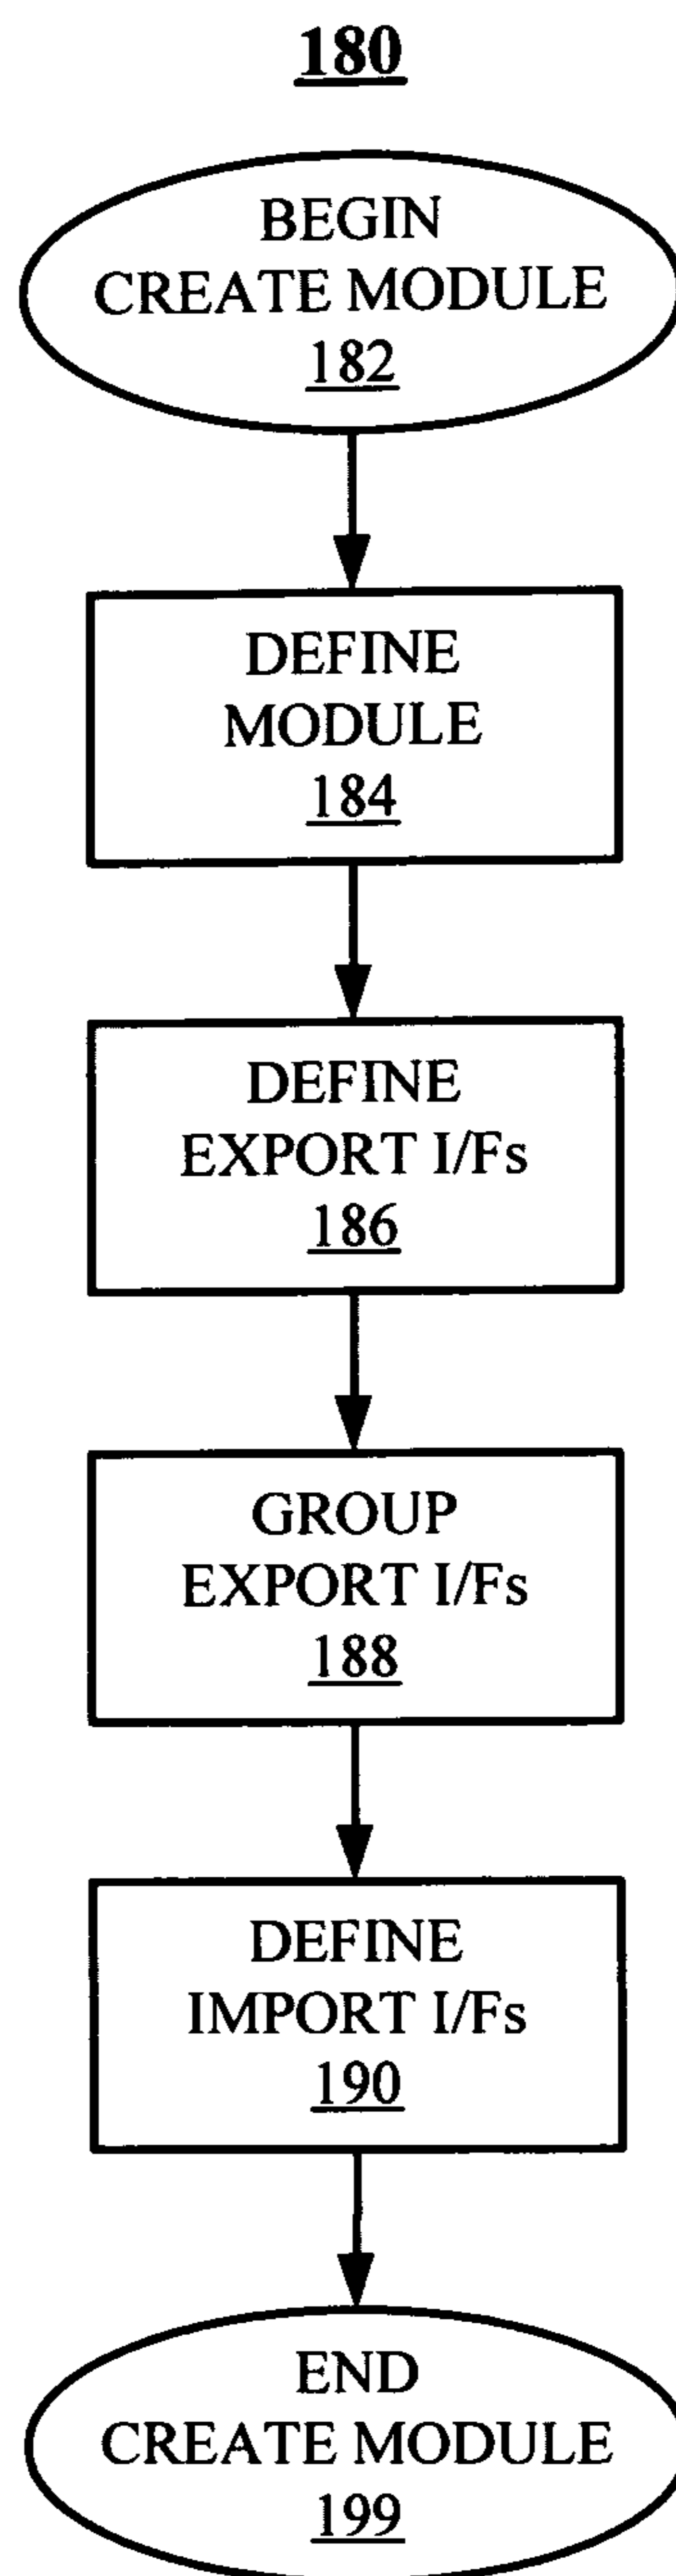 180
BEGIN
CREATE MODULE
182
DEFINE
MODULE
184
DEFINE
EXPORT I/Fs
186
GROUP
EXPORT I/Fs
188
DEFINE
IMPORT I/Fs
190
END
CREATE MODULE
199